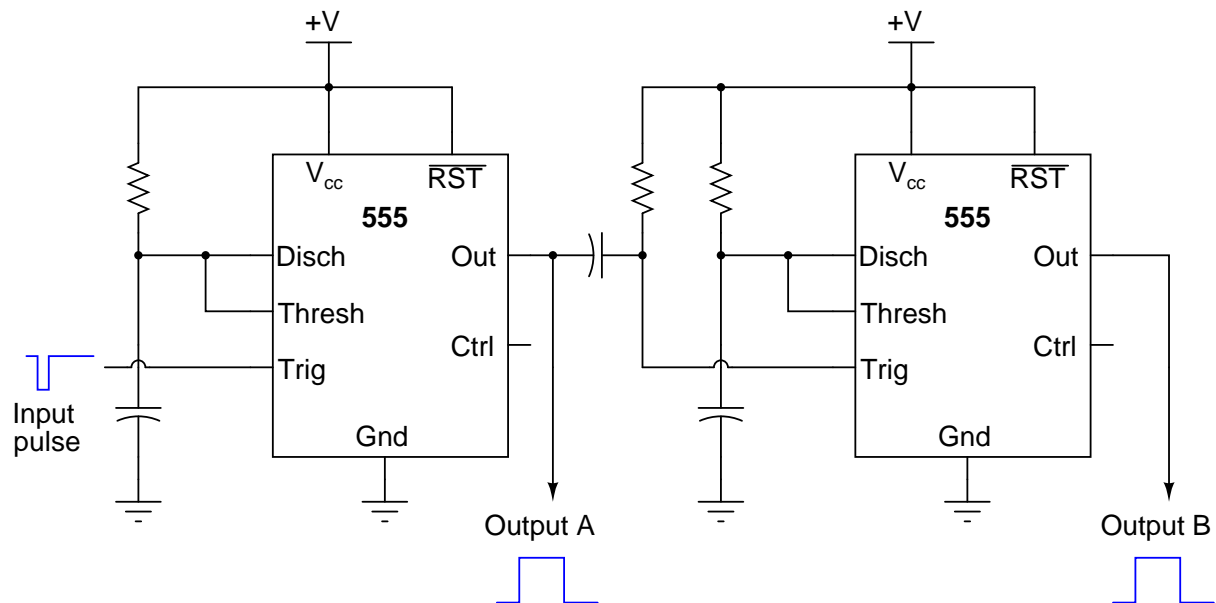 +V
+V
Vcc
RST
Vcc
RST
555
555
Disch
Out
Disch
Out
Thresh
Thresh
Ctrl
Ctrl
Trig
Trig
Input
pulse
Gnd
Gnd
Output A
Output B